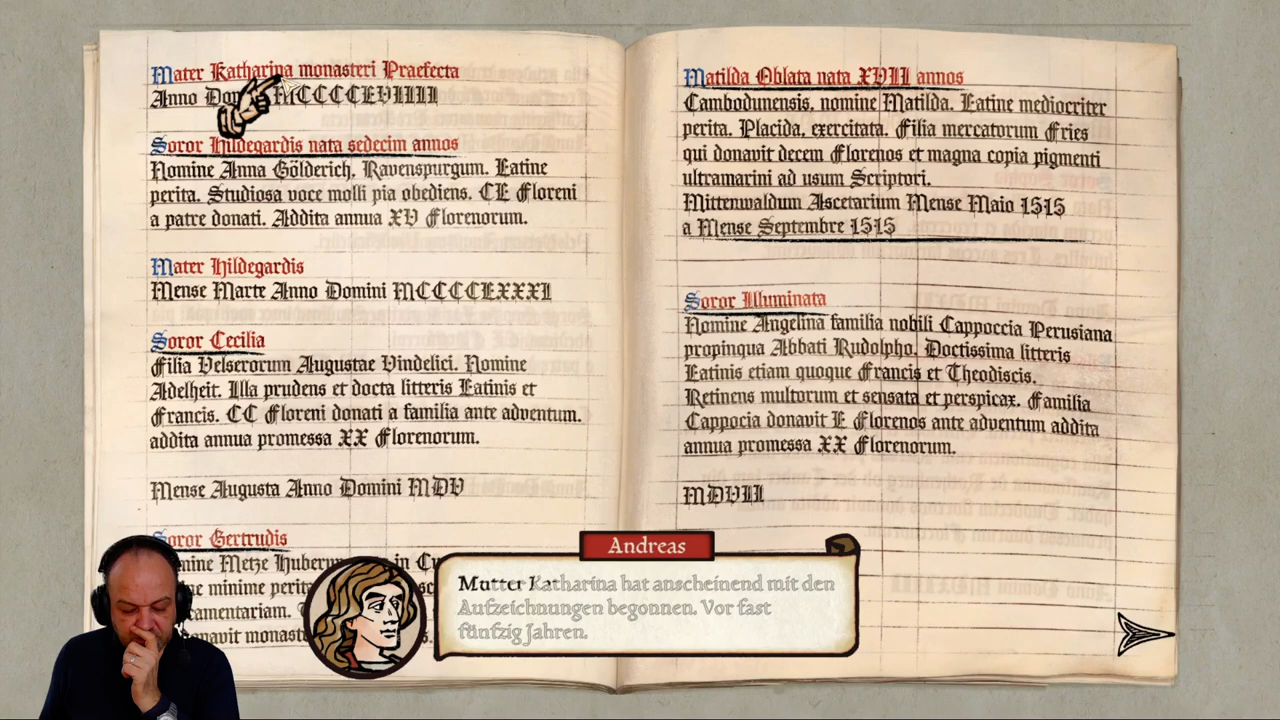 Mater Katharina monasteri Praefecta
Anno MCCCCLVIIII
Soror Hildegardis nata sedecim annos
Nomine Anna Gölderich, Ravenspurgum. Latine
perita. Studiosa voce molli pia obediens. CL Floreni
a patre donati. Addita annua XV Florenorum.
Mater Hildegardis
Mense Marte Anno Domini MCCCCLXXXI
Soror Cecilia
Filia Velserorum Augustae Vindelici. Nomine
Adelheit. Illa prudens et docta litteris Latinis et
Francis. CC Floreni donati a familia ante adventum.
addita annua promessa XX Florenorum.
Mense Augusta Anno Domini MDV
Soror Gertrudis
Metze in
minime
Matilda Oblata nata XVII annos
Cambodunensis, nomine Matilda. Latine mediocriter
perita. Placida, exercitata. Filia mercatorum Fries
qui donavit decem Florenos et magna copia pigmenti
ultramarini ad usum Scriptori.
Mittenwaldum Ascetarium Mense Maio 1515
a Mense Septembre 1515
Soror Illuminata
Nomine Angelina familia nobili Cappoccia Perusiana
propinqua Abbati Rudolpho. Doctissima litteris
Latinis etiam quoque Francis et Theodiscis.
Retinens multorum et sensata et perspicax. Familia
Cappocia donavit L Florenos ante adventum addita
annua promessa XX Florenorum.
MDVII
Andreas
Mutter Katharina hat anscheinend mit den
Aufzeichnungen begonnen. Vor fast
fünfzig Jahren.